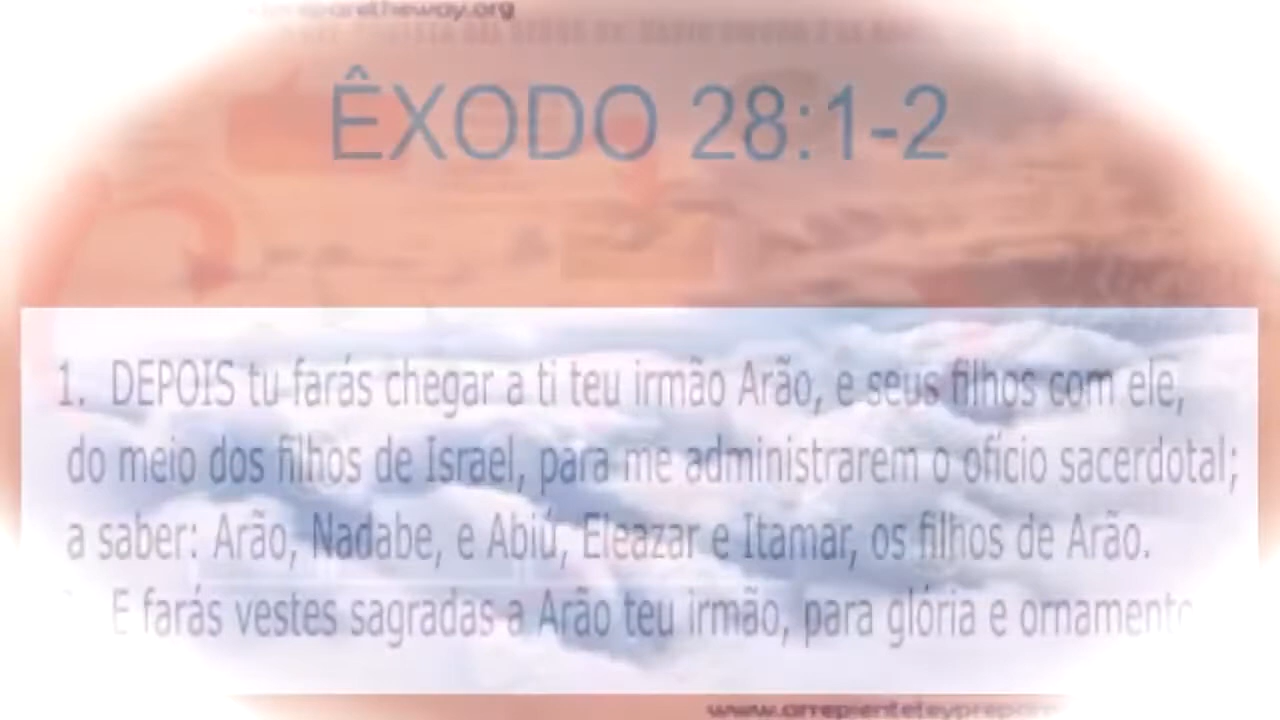 ÊXODO 28:1-2
1. DEPOIS tu farás chegar a ti teu irmão Arão, e seus filhos com ele,
do meio dos filhos de Israel, para me administrarem o ofício sacerdotal;
a saber: Arão, Nadabe, e Abiú, Eleazar e Itamar, os filhos de Arão.
E farás vestes sagradas a Arão teu irmão, para glória e ornamento